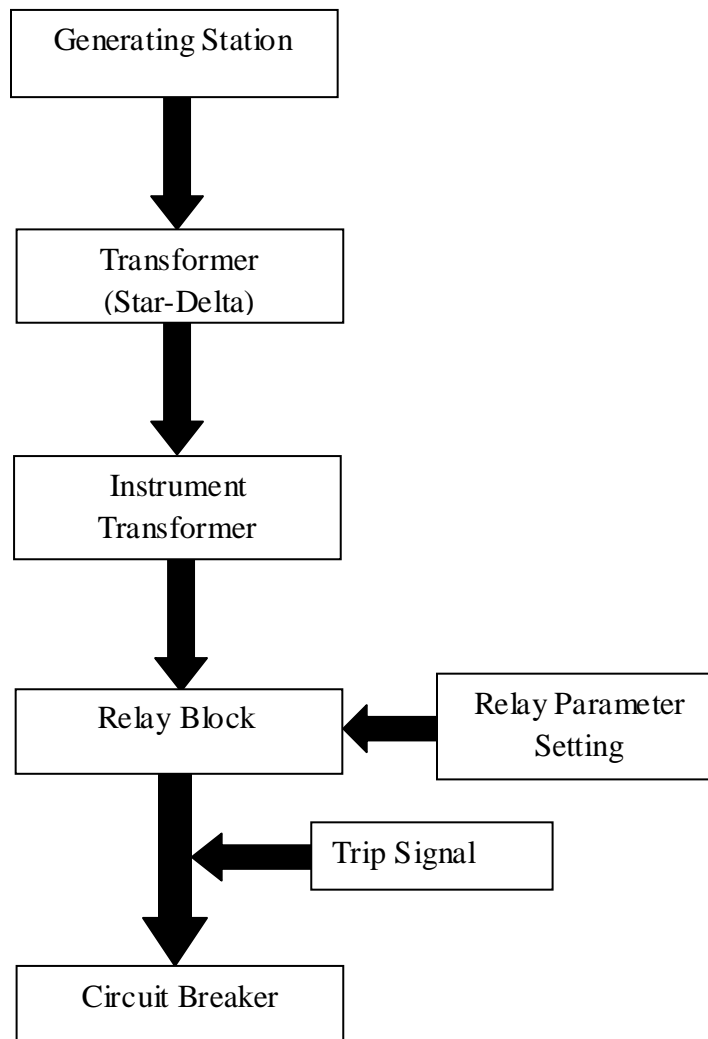 Generating Station
Transformer
(Star-Delta)
Instrument
Transformer
Relay Block
Relay Parameter
Setting
Trip Signal
Circuit Breaker